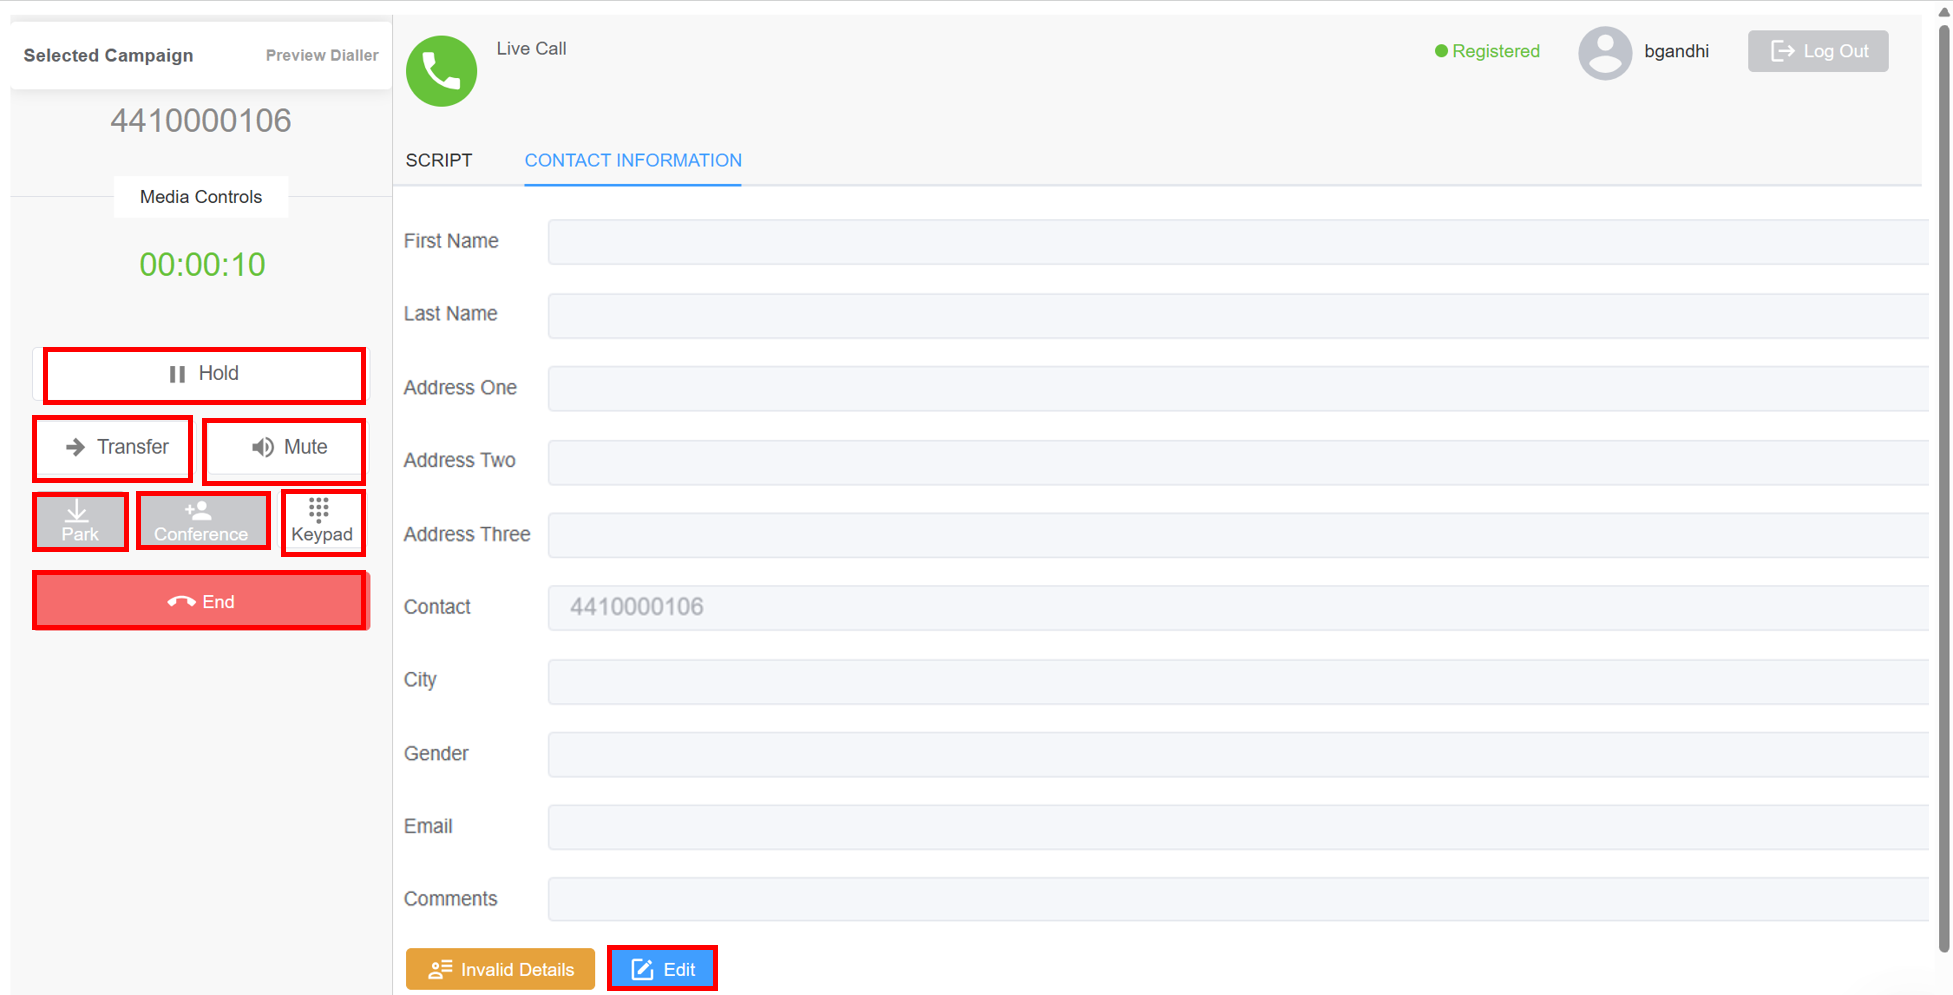 Selected Campaign Preview Dialler
4410000106
Media Controls
00:00:10
Hold
Transfer Mute
Park Conference Keypad
End
Live Call
Registered bgandhi Log Out
SCRIPT CONTACT INFORMATION
First Name
Last Name
Address One
Address Two
Address Three
Contact 4410000106
City
Gender
Email
Comments
Invalid Details Edit